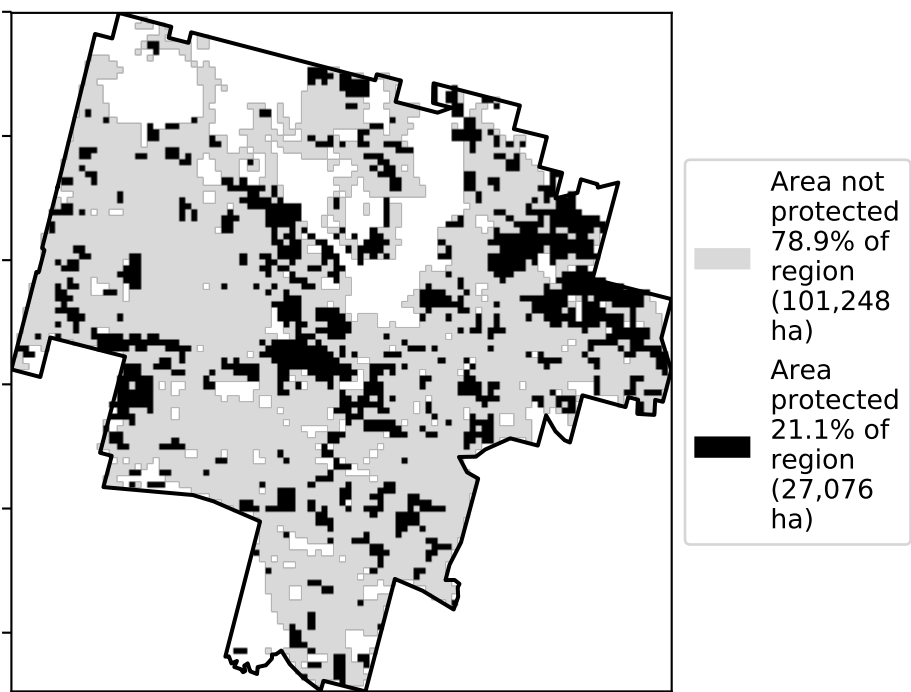 Area not
protected
78.9% of
region
(101,248
ha)
Area
protected
21.1% of
region
(27,076
ha)